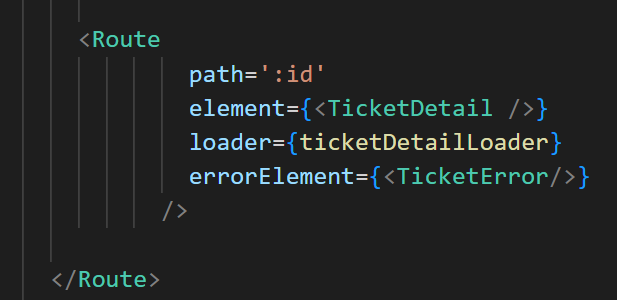 <Route
path=':id'
element={<TicketDetail />}
loader={ticketDetailLoader}
errorElement={<TicketError/>}
/>
</Route>